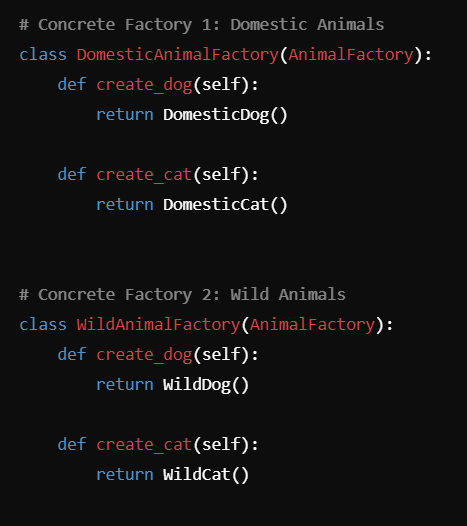 # Concrete Factory 1: Domestic Animals
class DomesticAnimalFactory(AnimalFactory):
    def create_dog(self):
        return DomesticDog()

    def create_cat(self):
        return DomesticCat()


# Concrete Factory 2: Wild Animals
class WildAnimalFactory(AnimalFactory):
    def create_dog(self):
        return WildDog()

    def create_cat(self):
        return WildCat()